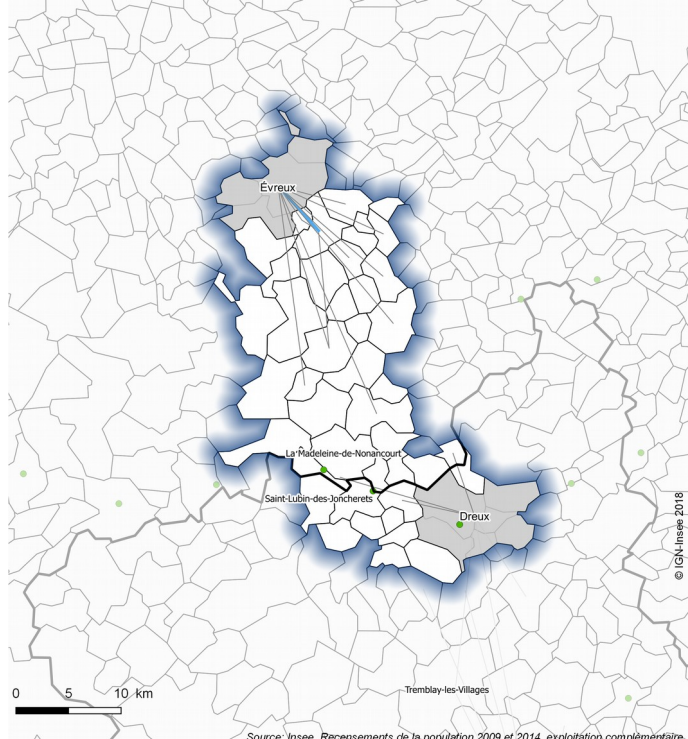 Évreux
La Madeleine-de-Nonancourt
Saint-Lubin-des-Joncherets
Dreux
© IGN-Insee 2018
Tremblay-les-Villages
0 5 10 km
Source: Insee, Recensements de la population 2009 et 2014, exploitation complémentaire.